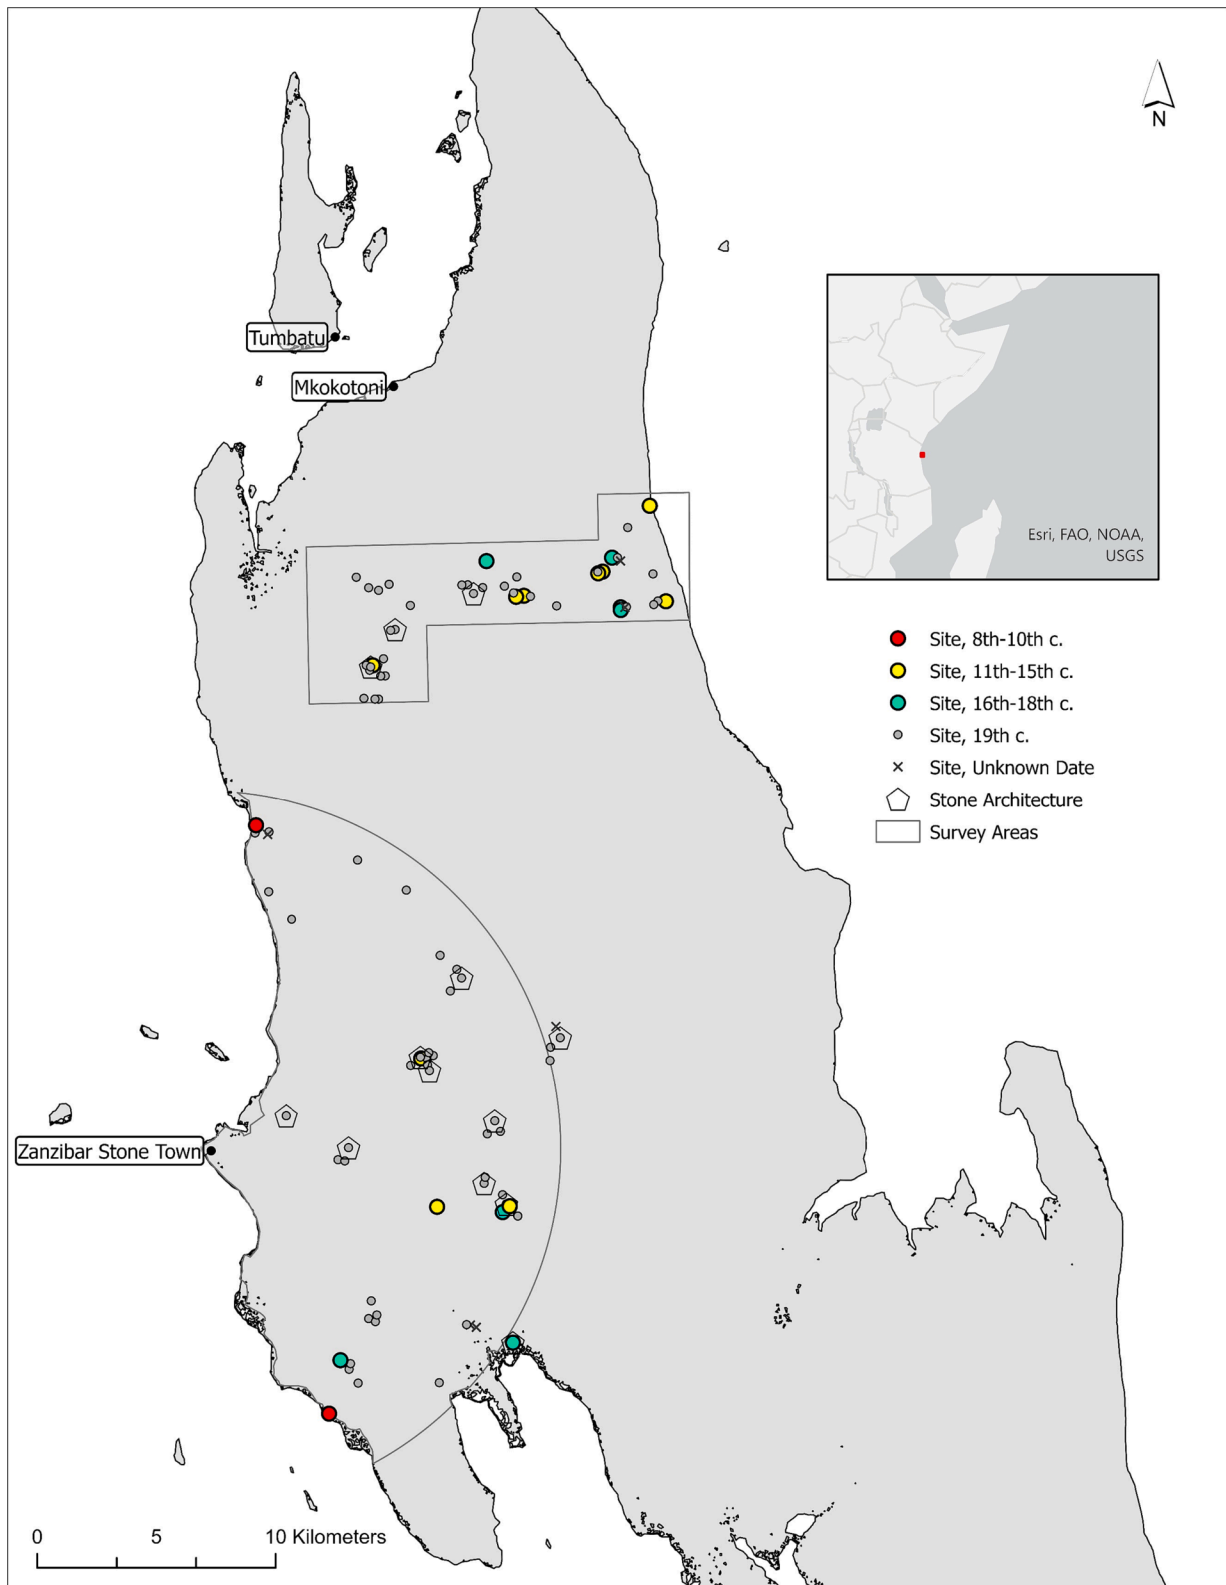 N
Tumbatu
Mkokotoni
Esri, FAO, NOAA,
USGS
Site, 8th-10th c.
Site, 11th-15th c.
Site, 16th-18th c.
Site, 19th c.
Site, Unknown Date
Stone Architecture
Survey Areas
Zanzibar Stone Town
0 5 10 Kilometers